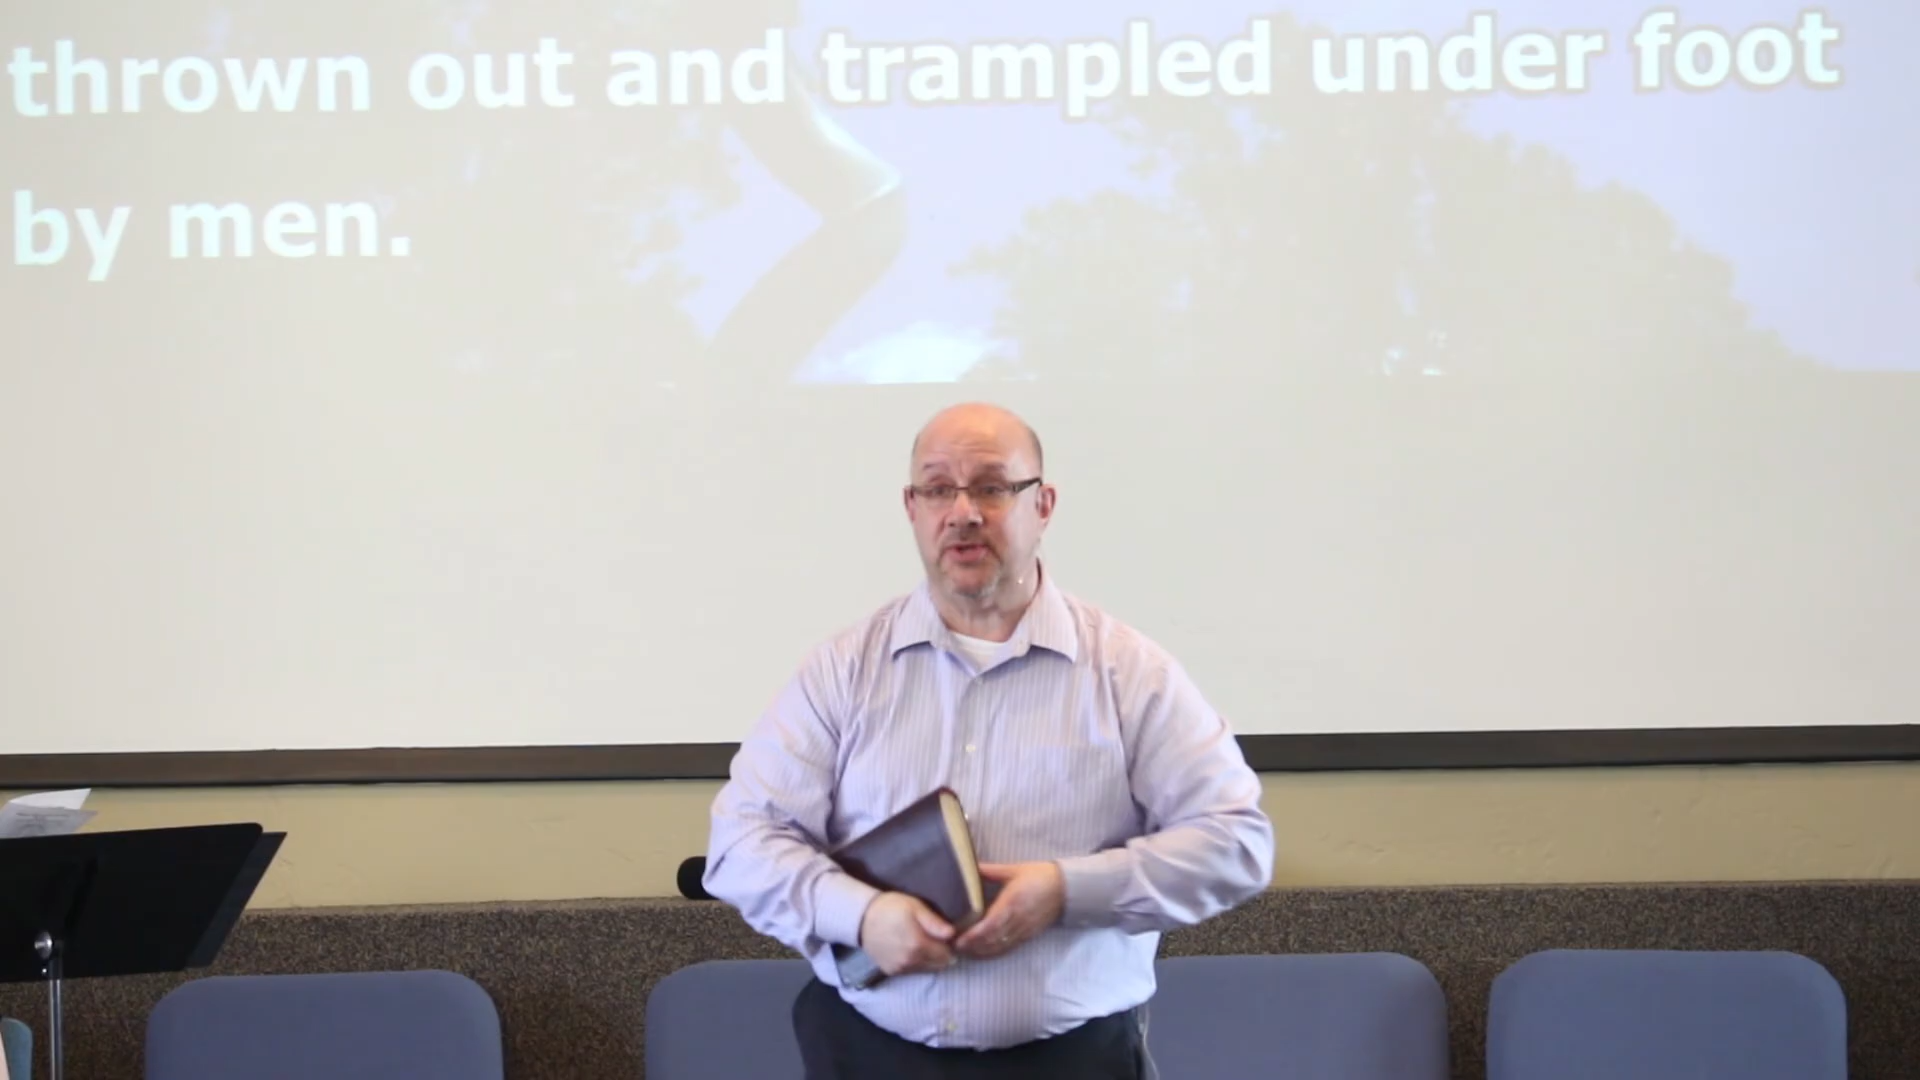 thrown out and trampled under foot
by men.